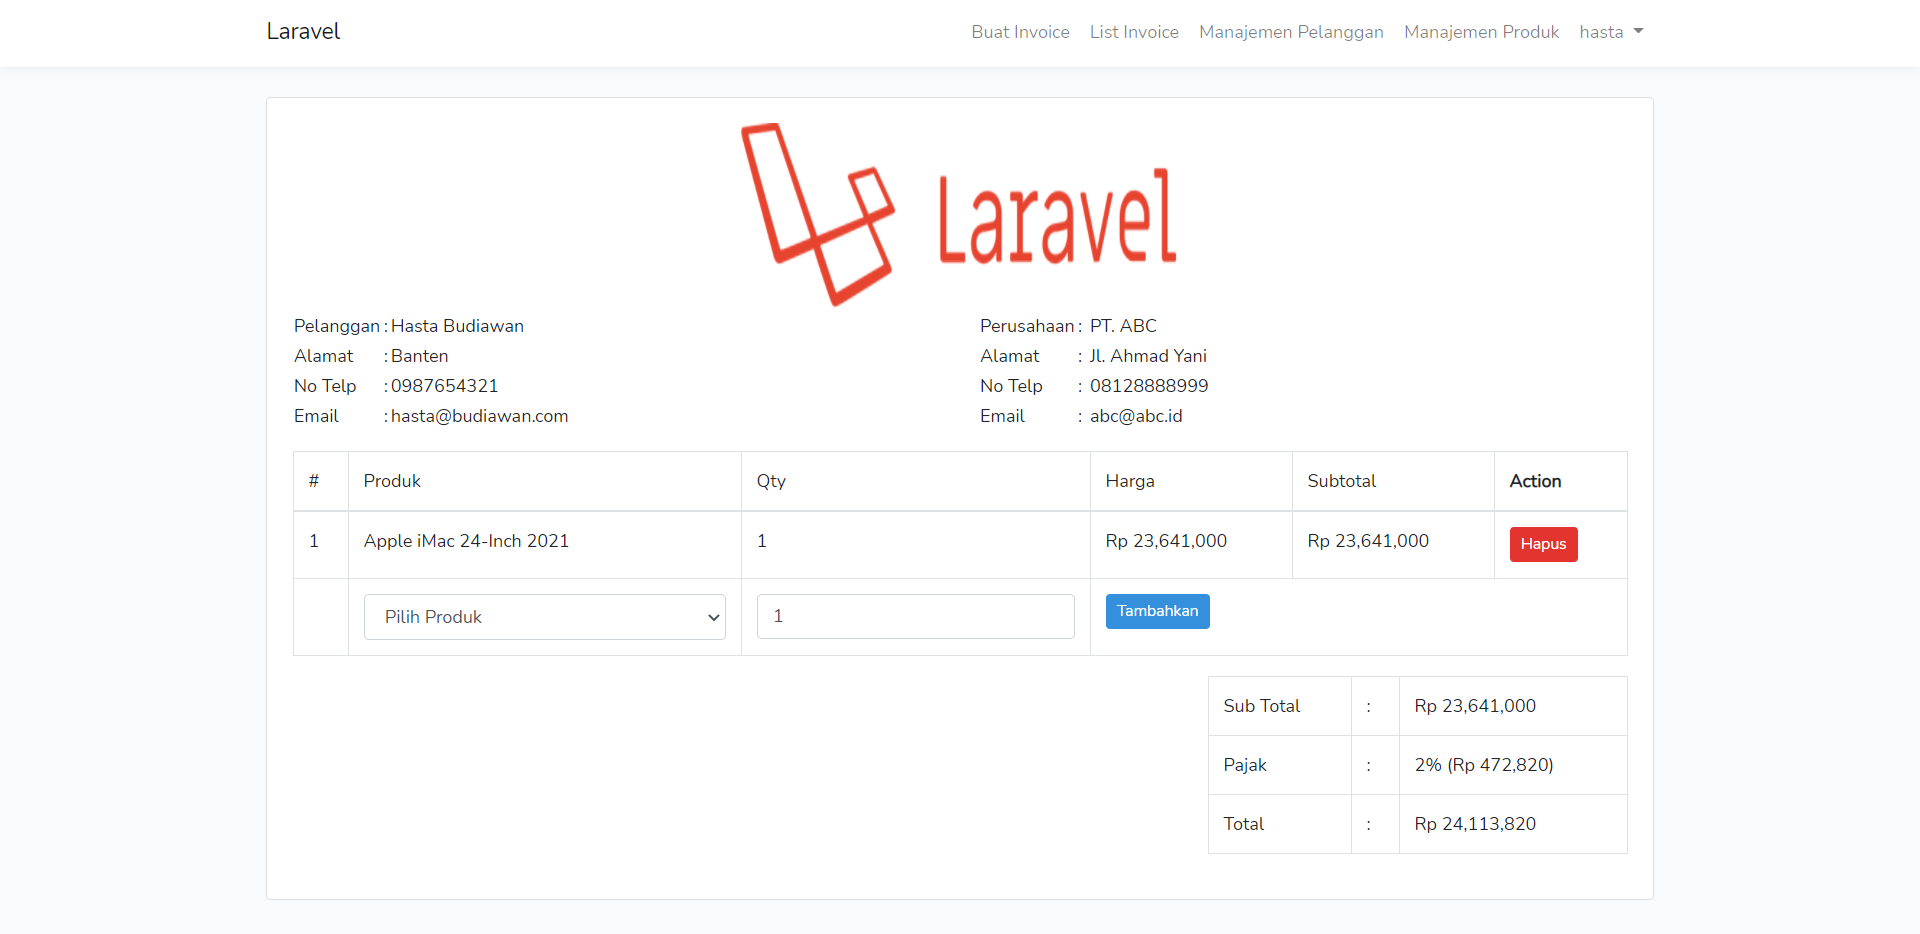 Laravel Buat Invoice List Invoice Manajemen Pelanggan Manajemen Produk hasta
Laravel
Pelanggan : Hasta Budiawan Perusahaan : PT. ABC
Alamat : Banten Alamat : Jl. Ahmad Yani
No Telp : 0987654321 No Telp : 08128888999
Email : hasta@budiawan.com Email : abc@abc.id
# Produk Qty Harga Subtotal Action
1 Apple iMac 24-Inch 2021 1 Rp 23,641,000 Rp 23,641,000 Hapus
Pilih Produk 1 Tambahkan
Sub Total : Rp 23,641,000
Pajak : 2% (Rp 472,820)
Total : Rp 24,113,820